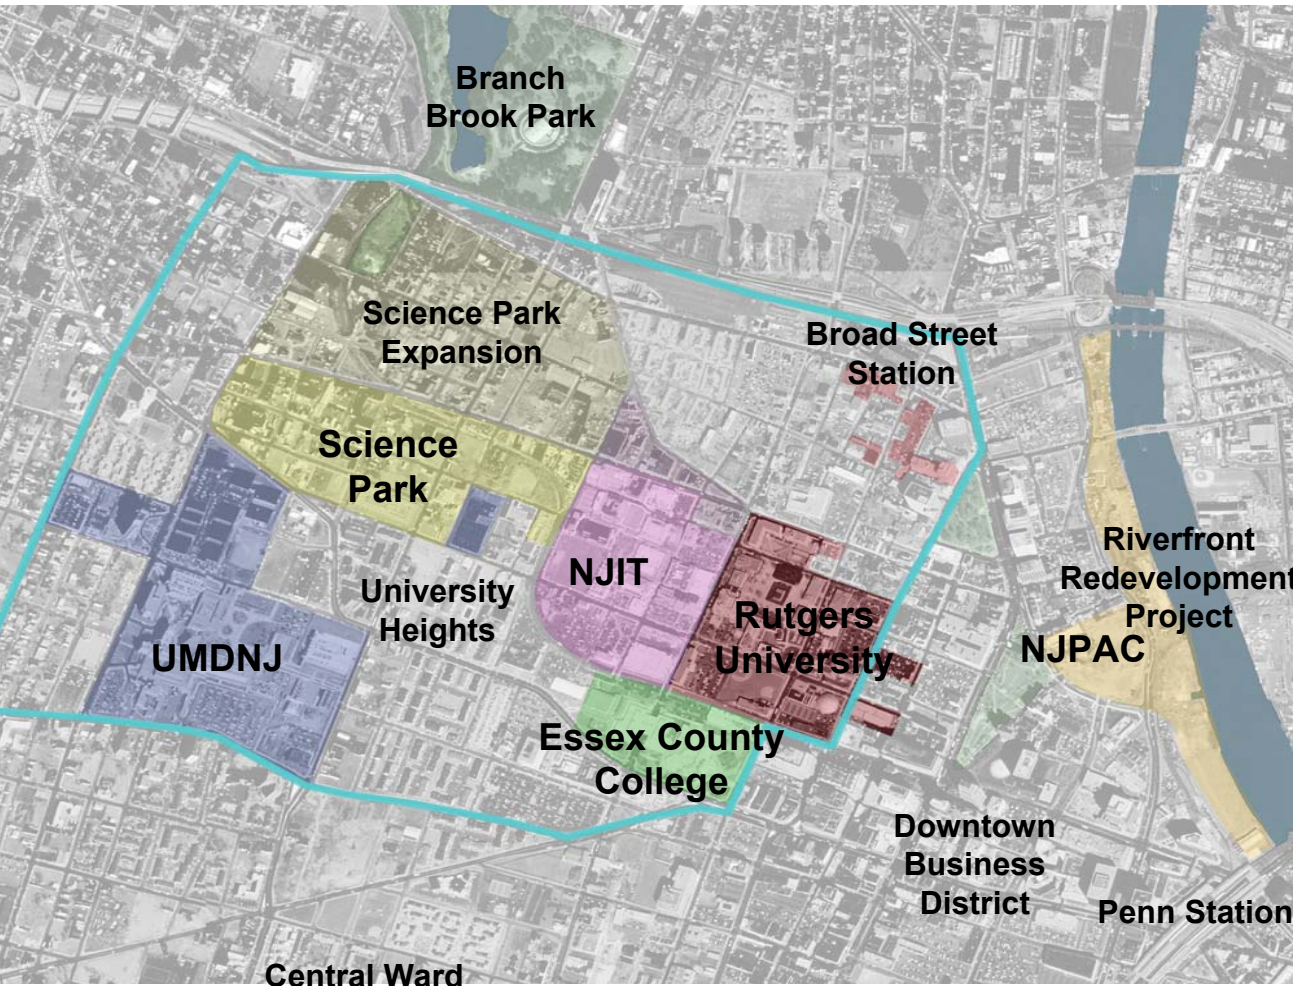 Branch
Brook Park
Science Park
Expansion
Broad Street
Station
Science
Park
Riverfront
Redevelopment
Project
NJIT
University
Heights
Rutgers
University
UMDNJ
NJPAC
Essex County
College
Downtown
Business
District
Penn Station
Central Ward